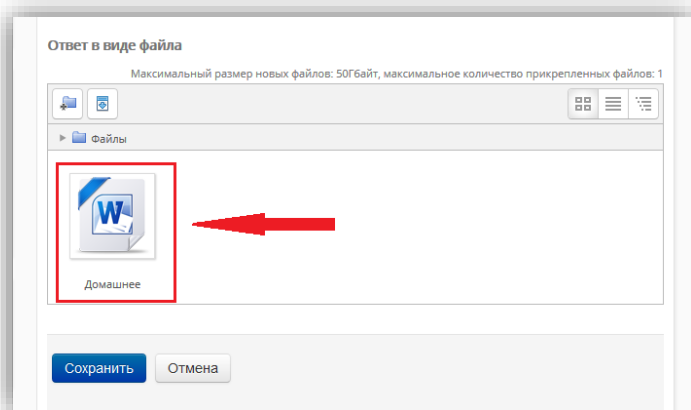 Ответ в виде файла
Максимальный размер новых файлов: 50Гбайт, максимальное количество прикрепленных файлов: 1
Файлы
W
Домашнее
Сохранить Отмена